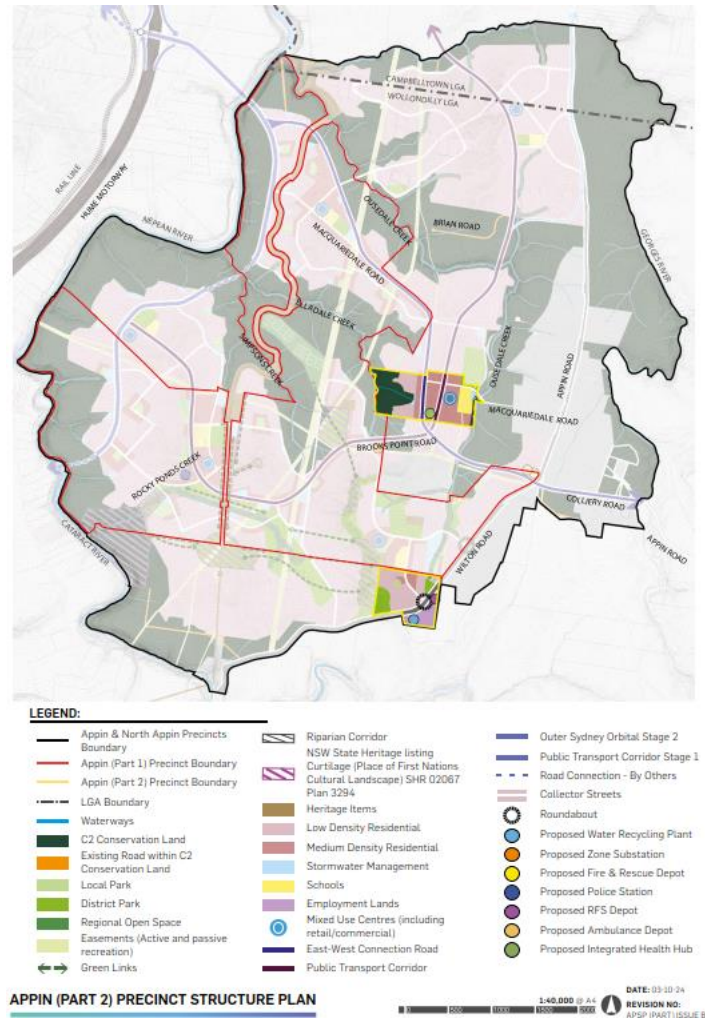 CAMPBELLTOWN LGA
WOLLONDILLY LGA
RAIL LINE
HUME MOTORWAY
NEPEAN RIVER
OUSEDALE CREEK
BRIAN ROAD
GEORGES RIVER
MACQUARIEDALE ROAD
ELLADALE CREEK
SIMPSONS CREEK
OUSEDALE CREEK
APPIN ROAD
MACQUARIEDALE ROAD
BROOKS POINT ROAD
ROCKY PONDS CREEK
COLLIERY ROAD
CATARACT RIVER
WILTON ROAD
APPIN ROAD
LEGEND:
Appin & North Appin Precincts
Boundary
Appin (Part 1) Precinct Boundary
Appin (Part 2) Precinct Boundary
LGA Boundary
Waterways
C2 Conservation Land
Existing Road within C2
Conservation Land
Local Park
District Park
Regional Open Space
Easements (Active and passive
recreation)
Green Links
Riparian Corridor
NSW State Heritage listing
Curtilage (Place of First Nations
Cultural Landscape) SHR 02067
Plan 3294
Heritage Items
Low Density Residential
Medium Density Residential
Stormwater Management
Schools
Employment Lands
Mixed Use Centres (including
retail/commercial)
East-West Connection Road
Public Transport Corridor
Outer Sydney Orbital Stage 2
Public Transport Corridor Stage 1
Road Connection - By Others
Collector Streets
Roundabout
Proposed Water Recycling Plant
Proposed Zone Substation
Proposed Fire & Rescue Depot
Proposed Police Station
Proposed RFS Depot
Proposed Ambulance Depot
Proposed Integrated Health Hub
APPIN (PART 2) PRECINCT STRUCTURE PLAN
1:40,000 @ A4
0 500 1000 1500 2000
DATE: 03-10-24
REVISION NO:
APSP (PART) ISSUE B